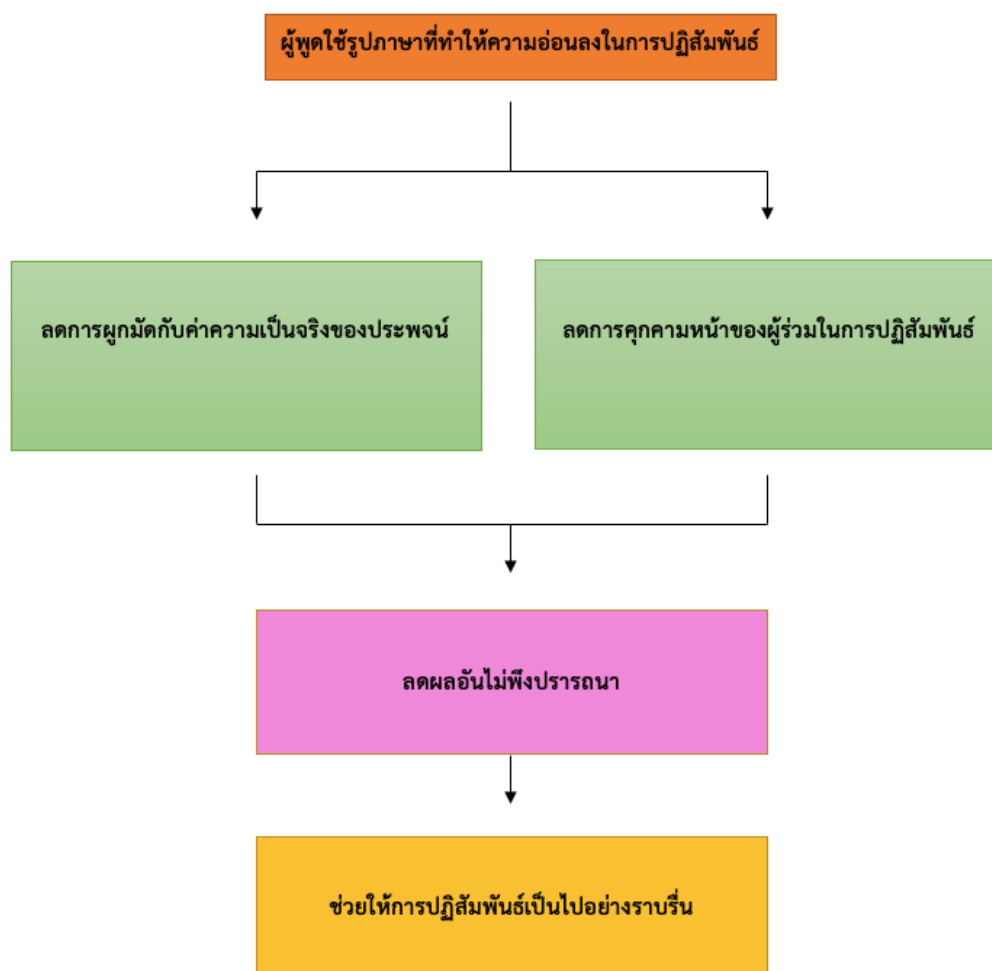 ผู้พูดใช้รูปภาษาที่ทำให้ความอ่อนลงในการปฏิสัมพันธ์
ลดการผูกมัดกับค่าความเป็นจริงของประพจน์
ลดการคุกคามหน้าของผู้ร่วมในการปฏิสัมพันธ์
ลดผลอันไม่พึงปรารถนา
ช่วยให้การปฏิสัมพันธ์เป็นไปอย่างราบรื่น